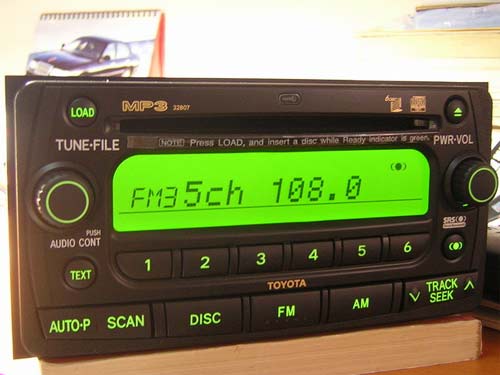 LOAD
MP3 32807
TUNE•FILE
NOTE Press LOAD, and insert a disc while Ready indicator is green.
PWR•VOL
FM3 5ch 108.0
PUSH
AUDIO CONT
SRS
TEXT
1 2 3 4 5 6
TOYOTA
AUTO•P SCAN DISC FM AM
TRACK
SEEK